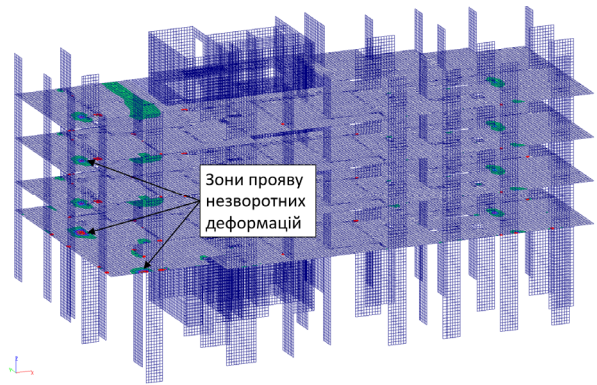 Зони прояву
незворотних
деформацій